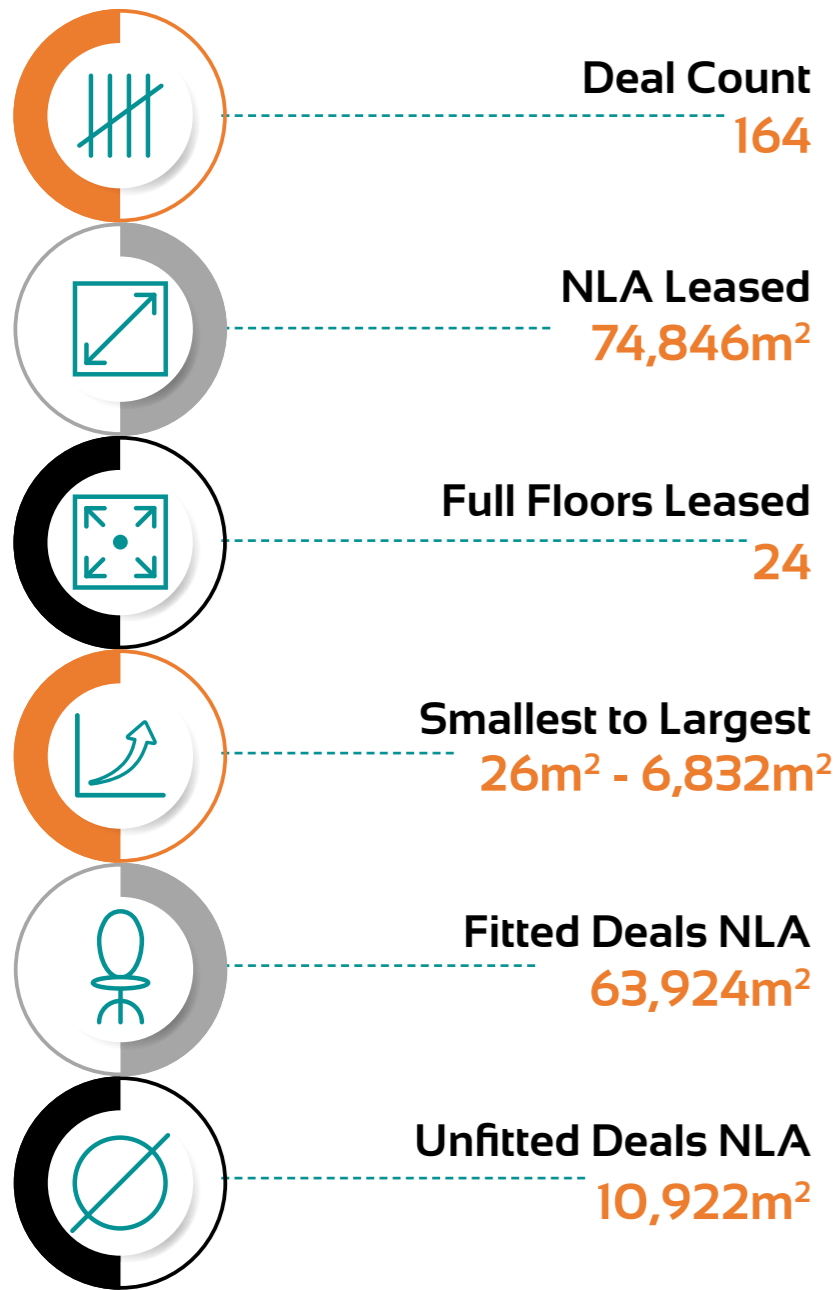 Deal Count
164
NLA Leased
74,846m²
Full Floors Leased
24
Smallest to Largest
26m² - 6,832m²
Fitted Deals NLA
63,924m²
Unfitted Deals NLA
10,922m²